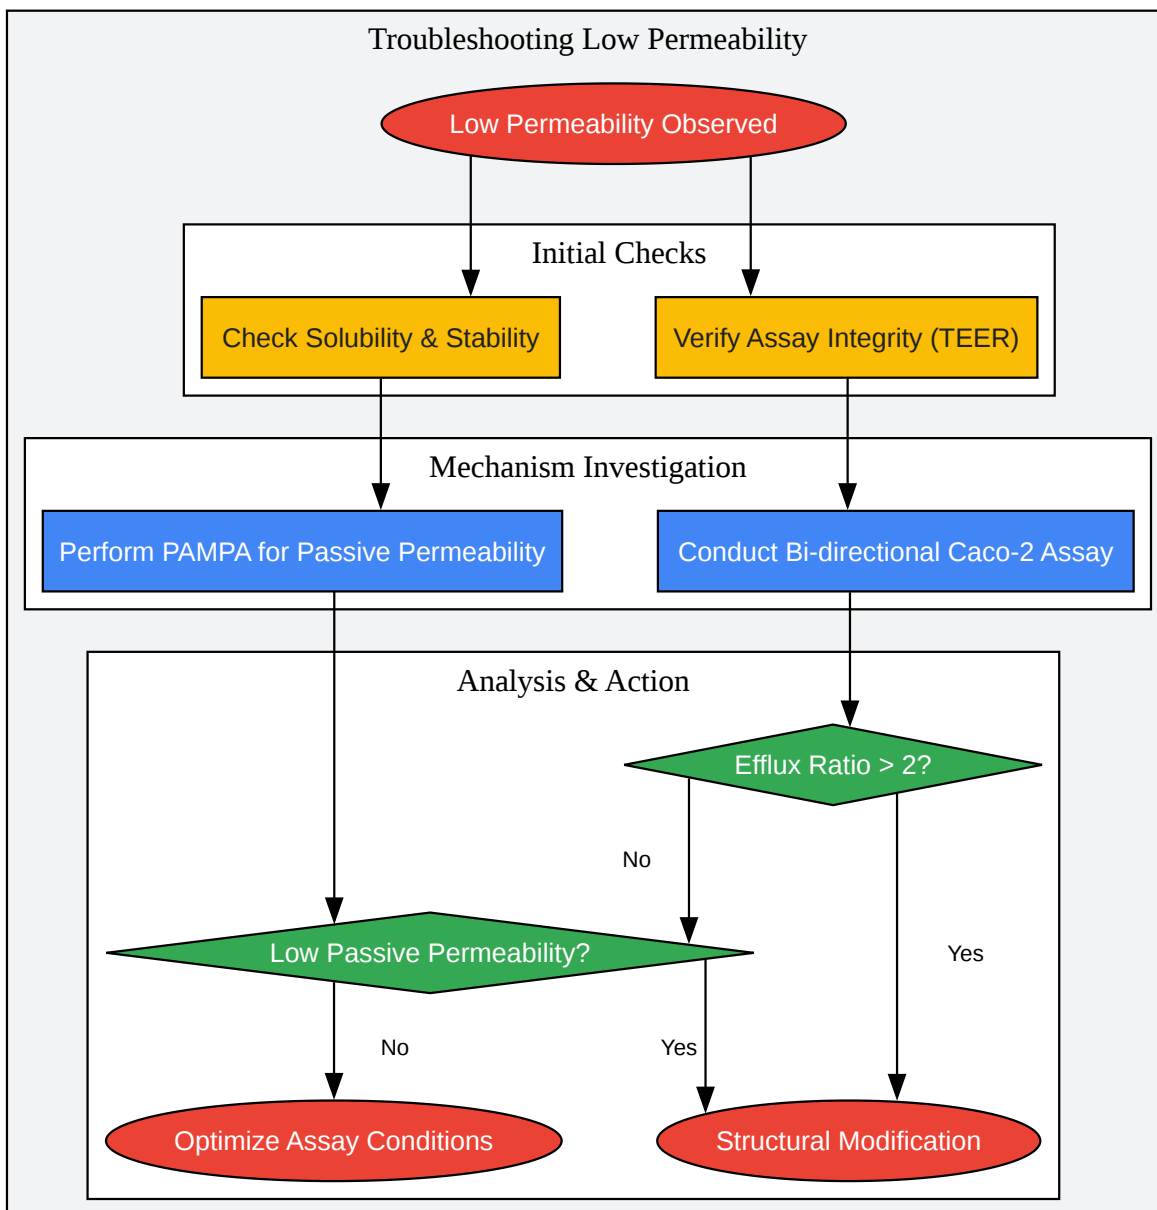 Troubleshooting Low Permeability
Low Permeability Observed
Initial Checks
Check Solubility & Stability
Verify Assay Integrity (TEER)
Mechanism Investigation
Perform PAMPA for Passive Permeability
Conduct Bi-directional Caco-2 Assay
Analysis & Action
Efflux Ratio > 2?
No
Yes
Low Passive Permeability?
No
Yes
Optimize Assay Conditions
Structural Modification